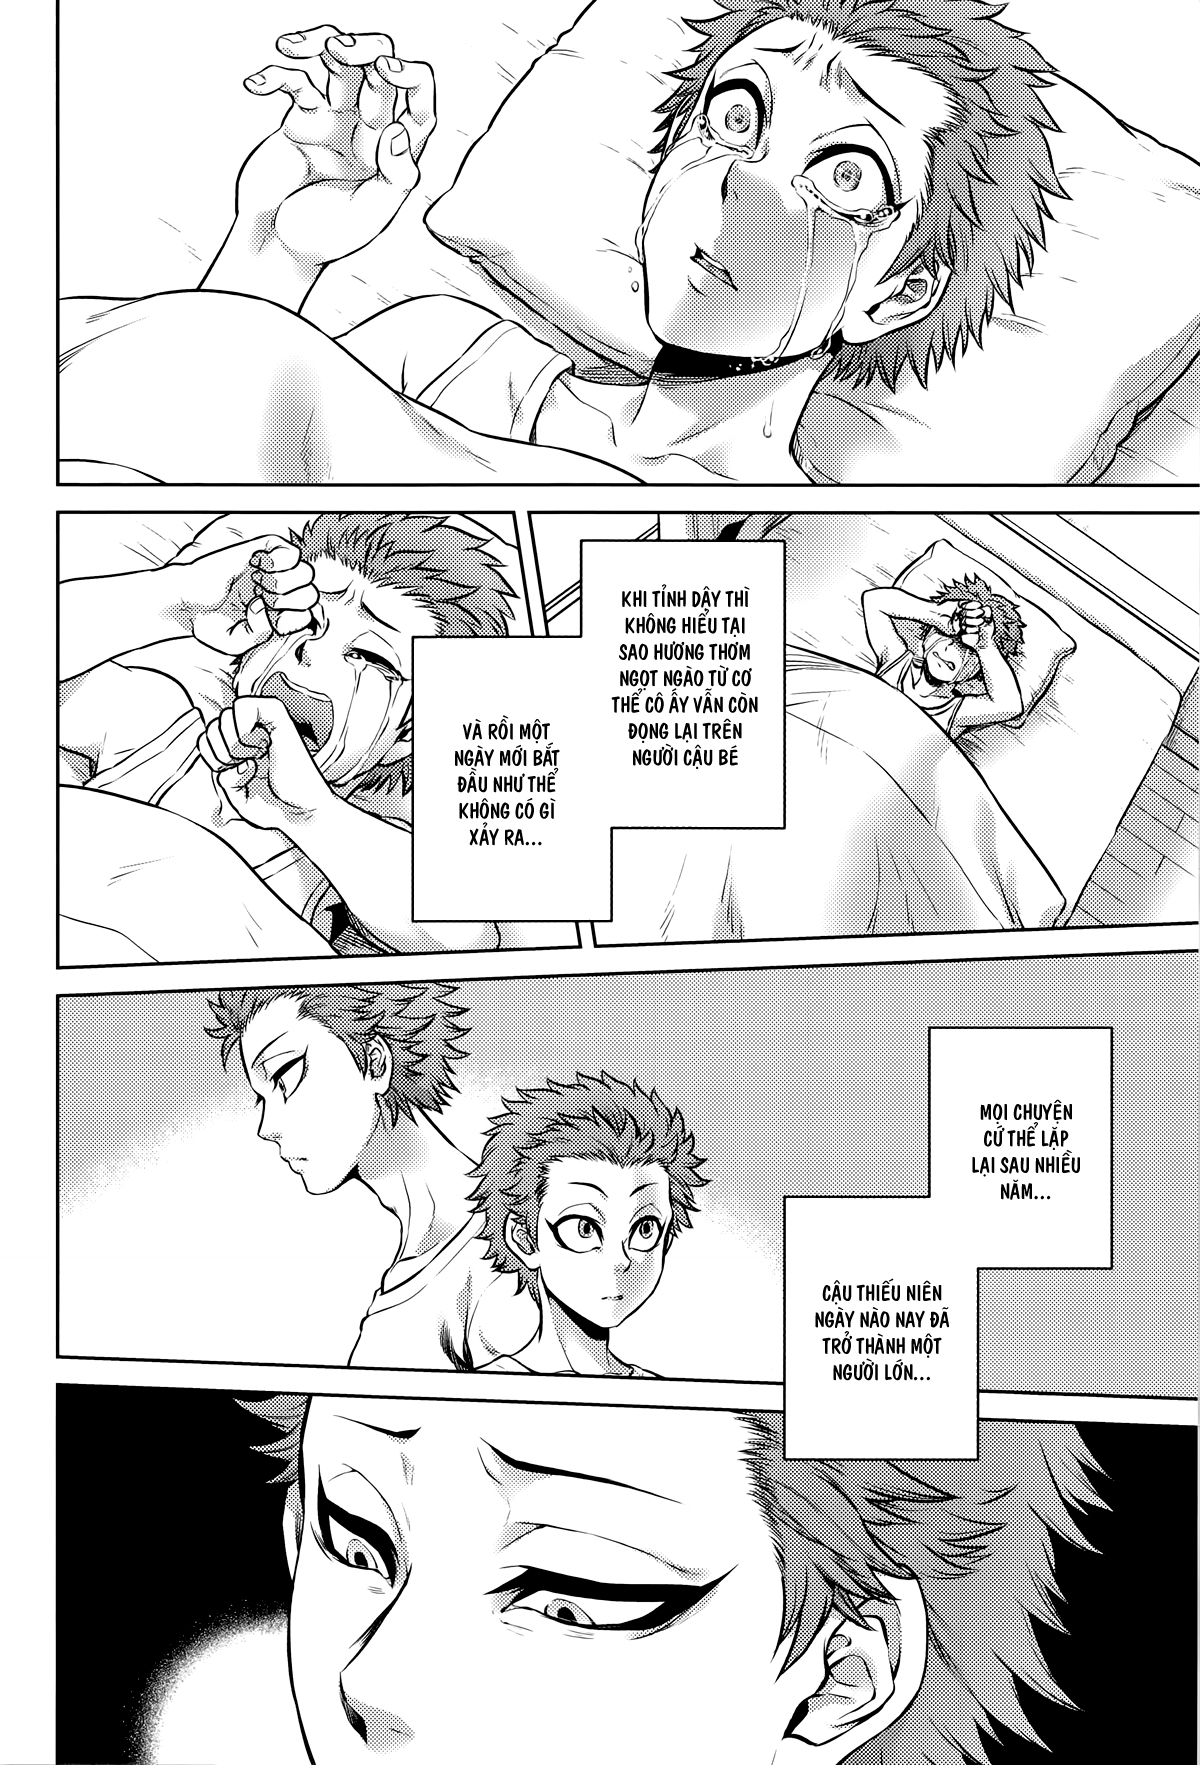 KHI TỈNH DẬY THÌ
KHÔNG HIỂU TẠI
SAO HƯƠNG THƠM
NGỌT NGÀO TỪ CƠ
THỂ CÔ ẤY VẪN CÒN
ĐỌNG LẠI TRÊN
NGƯỜI CẬU BÉ
VÀ RỒI MỘT
NGÀY MỚI BẮT
ĐẦU NHƯ THỂ
KHÔNG CÓ GÌ
XẢY RA...
MỌI CHUYỆN
CỨ THẾ LẶP
LẠI SAU NHIỀU
NĂM...
CẬU THIẾU NIÊN
NGÀY NÀO NAY ĐÃ
TRỞ THÀNH MỘT
NGƯỜI LỚN...